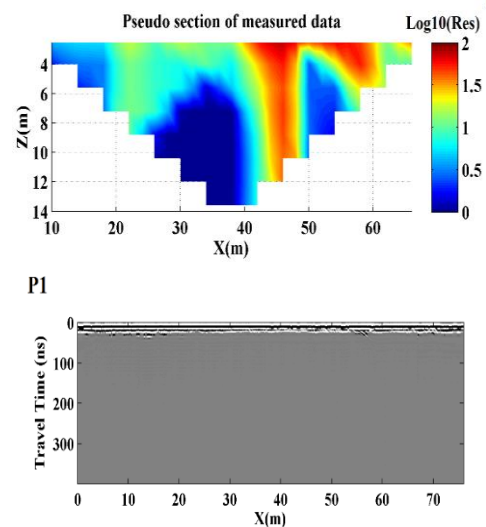 Pseudo section of measured data
Log10(Res)
Z(m)
4
6
8
10
12
14
10 20 30 40 50 60
X(m)
2
1.5
1
0.5
0
P1
Travel Time (ns)
0
100
200
300
0 10 20 30 40 50 60 70
X(m)